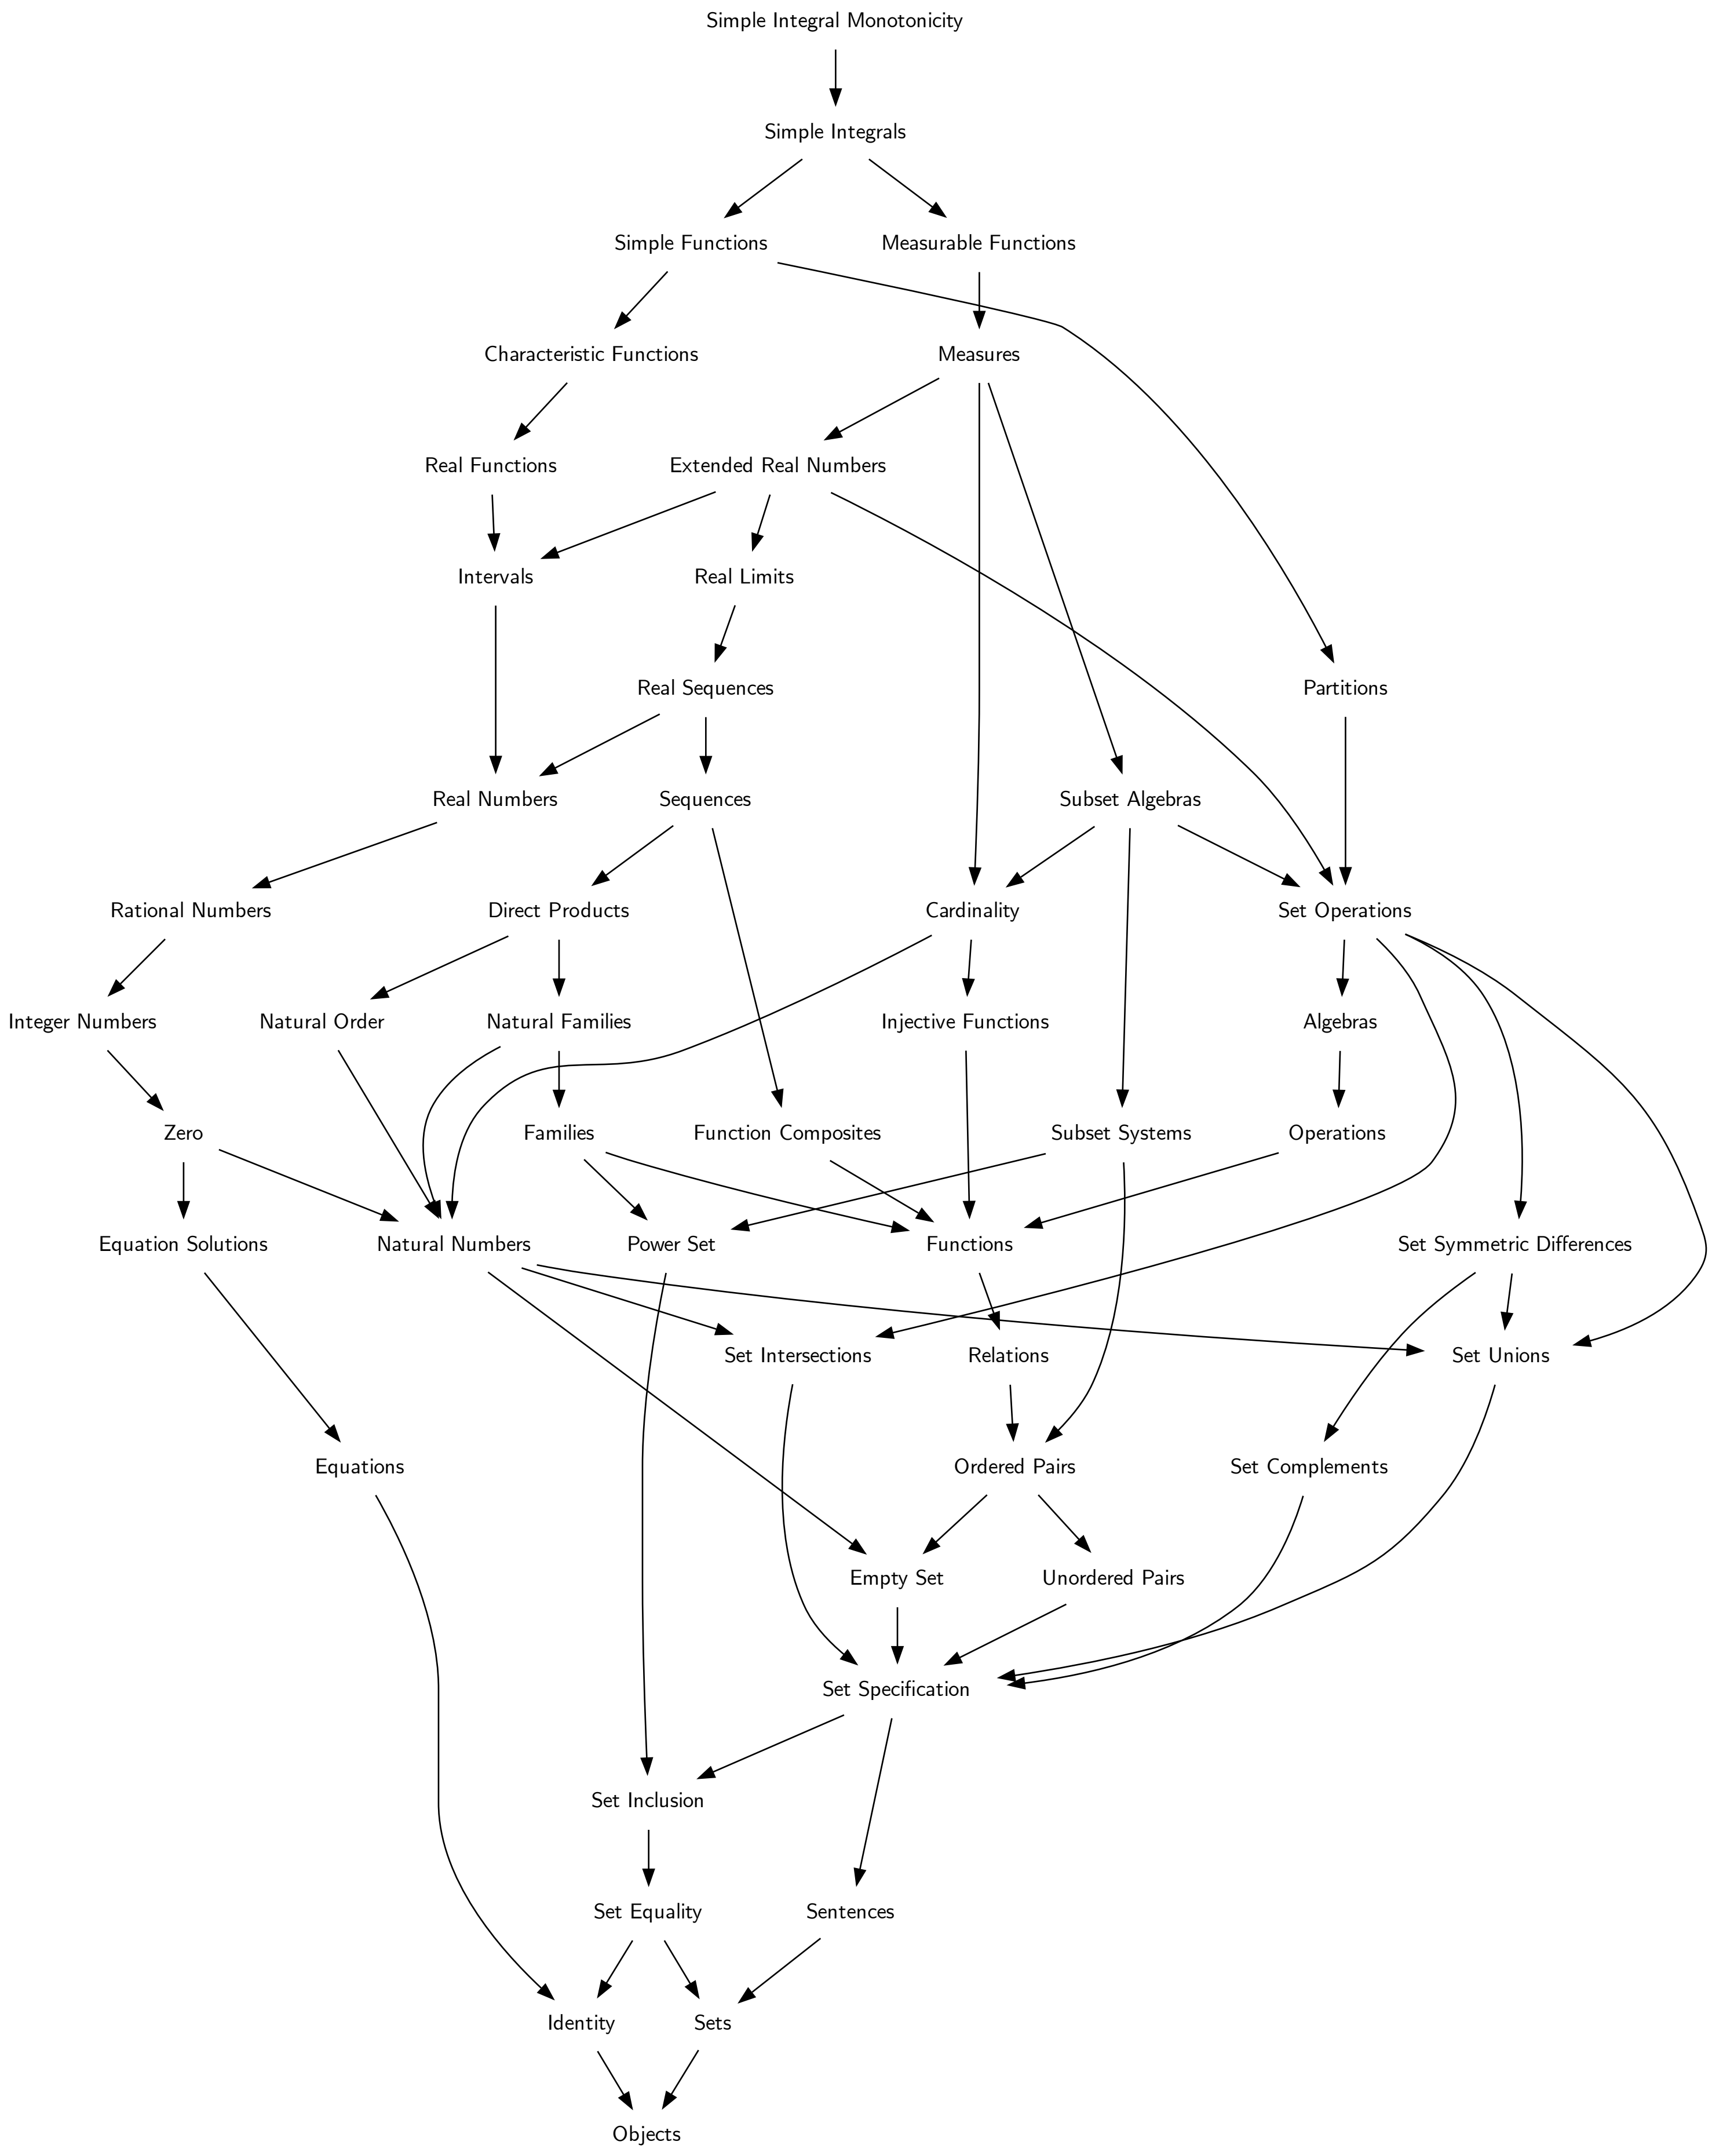 Simple Integral Monotonicity
Simple Integrals
Simple Functions
Measurable Functions
Characteristic Functions
Measures
Real Functions
Extended Real Numbers
Intervals
Real Limits
Real Sequences
Partitions
Real Numbers
Sequences
Subset Algebras
Rational Numbers
Direct Products
Cardinality
Set Operations
Integer Numbers
Natural Order
Natural Families
Injective Functions
Algebras
Zero
Families
Function Composites
Subset Systems
Operations
Equation Solutions
Natural Numbers
Power Set
Functions
Set Symmetric Differences
Set Intersections
Relations
Set Unions
Equations
Ordered Pairs
Set Complements
Empty Set
Unordered Pairs
Set Specification
Set Inclusion
Set Equality
Sentences
Identity
Sets
Objects